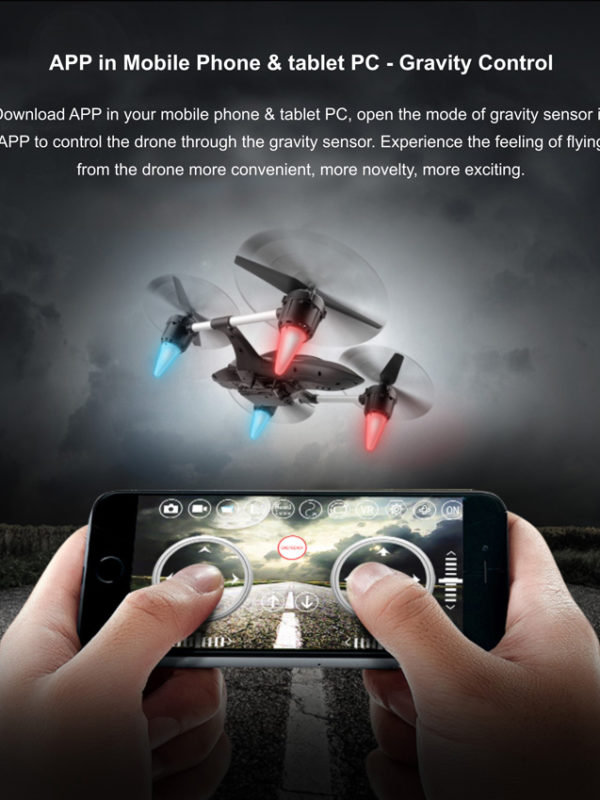 APP in Mobile Phone & tablet PC - Gravity Control
Download APP in your mobile phone & tablet PC, open the mode of gravity sensor i
APP to control the drone through the gravity sensor. Experience the feeling of flying
from the drone more convenient, more novelty, more exciting.
VR
ON